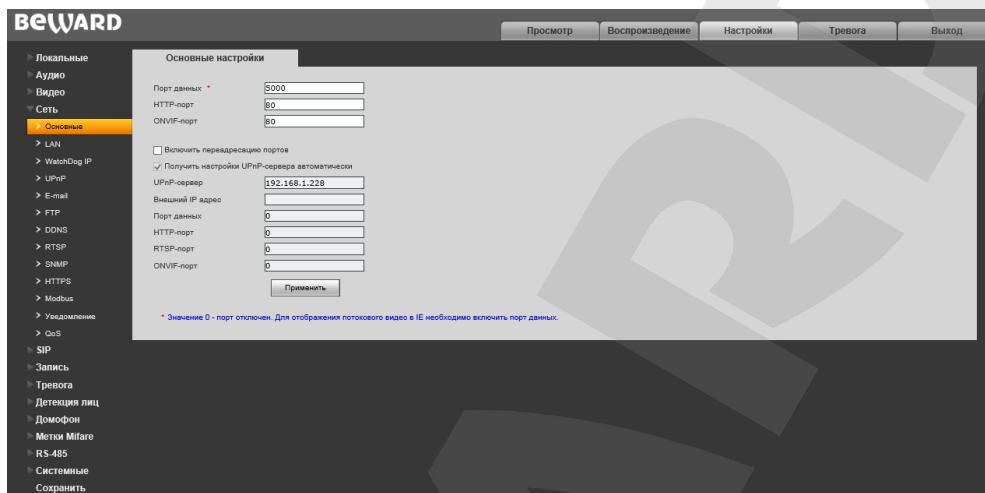 BEWARD
Просмотр Воспроизведение Настройки Тревога Выход
Локальные
Аудио
Видео
Сеть
Основные
LAN
WatchDog IP
UPnP
E-mail
FTP
DDNS
RTSP
SNMP
HTTPS
Modbus
Уведомление
QoS
SIP
Запись
Тревога
Детекция лиц
Домофон
Метки Mifare
RS-485
Системные
Сохранить
Основные настройки
Порт данных * 5000
HTTP-порт 80
ONVIF-порт 80
Включить переадресацию портов
Получить настройки UPnP-сервера автоматически
UPnP-сервер 192.168.1.228
Внешний IP адрес
Порт данных 0
HTTP-порт 0
RTSP-порт 0
ONVIF-порт 0
Применить
* Значение 0 - порт отключен. Для отображения потокового видео в IE необходимо включить порт данных.